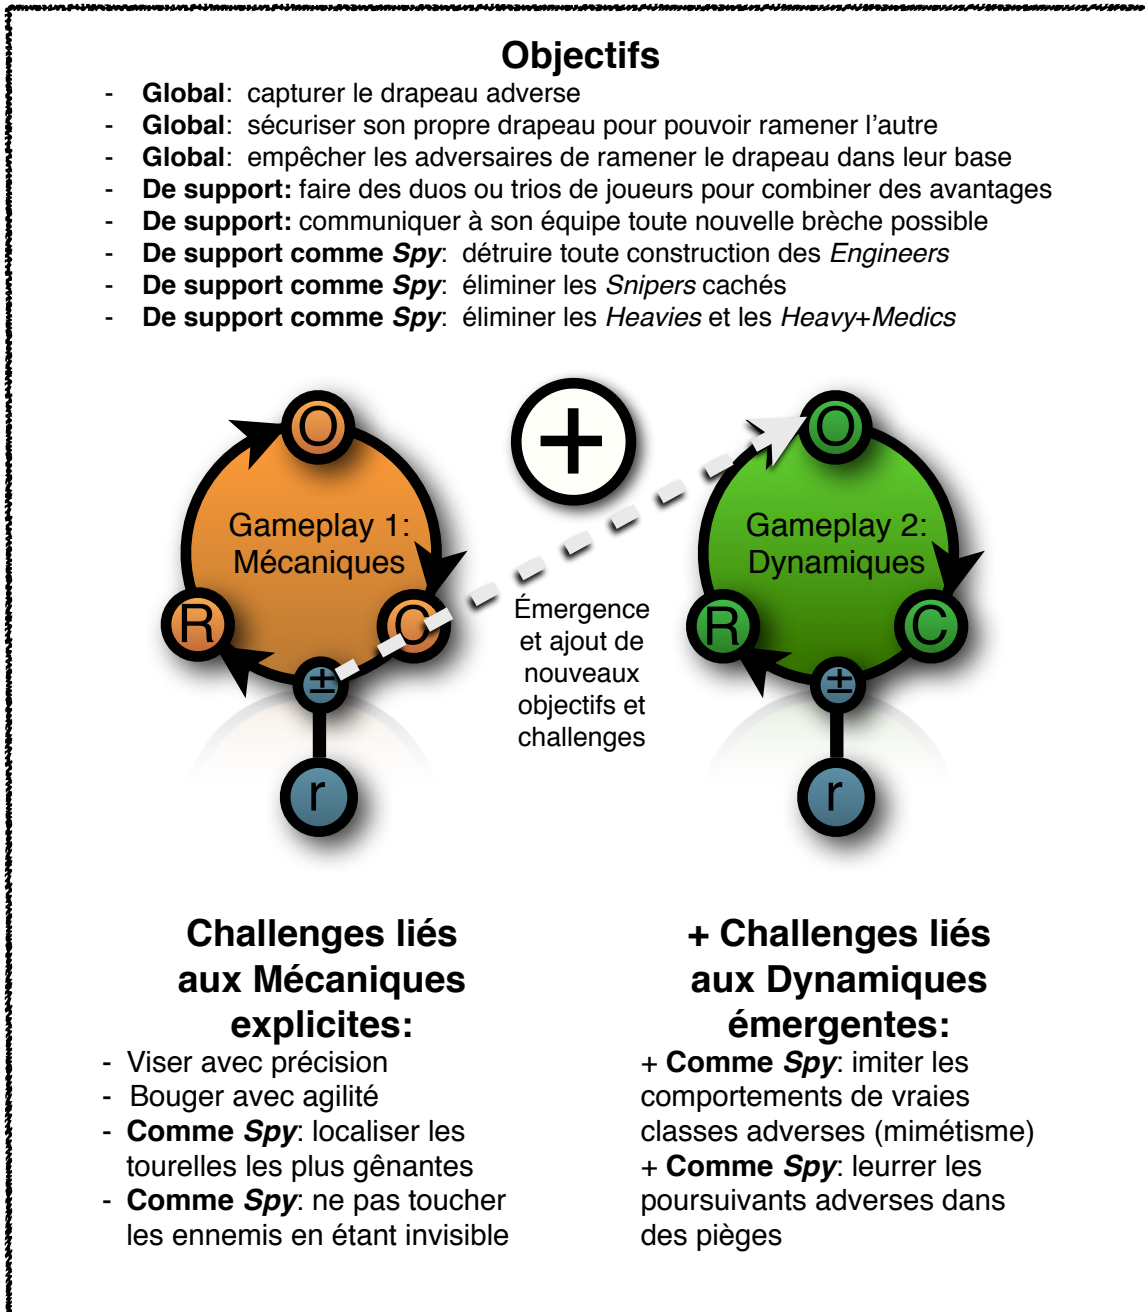 Objectifs
- Global: capturer le drapeau adverse
- Global: sécuriser son propre drapeau pour pouvoir ramener l'autre
- Global: empêcher les adversaires de ramener le drapeau dans leur base
- De support: faire des duos ou trios de joueurs pour combiner des avantages
- De support: communiquer à son équipe toute nouvelle brèche possible
- De support comme Spy: détruire toute construction des Engineers
- De support comme Spy: éliminer les Snipers cachés
- De support comme Spy: éliminer les Heavies et les Heavy+Medics
O
Gameplay 1:
Mécaniques
R
C
±
r
+
Émergence
et ajout de
nouveaux
objectifs et
challenges
O
Gameplay 2:
Dynamiques
R
C
±
r
Challenges liés
aux Mécaniques
explicites:
- Viser avec précision
- Bouger avec agilité
- Comme Spy: localiser les
tourelles les plus gênantes
- Comme Spy: ne pas toucher
les ennemis en étant invisible
+ Challenges liés
aux Dynamiques
émergentes:
+ Comme Spy: imiter les
comportements de vraies
classes adverses (mimétisme)
+ Comme Spy: leurrer les
poursuivants adverses dans
des pièges